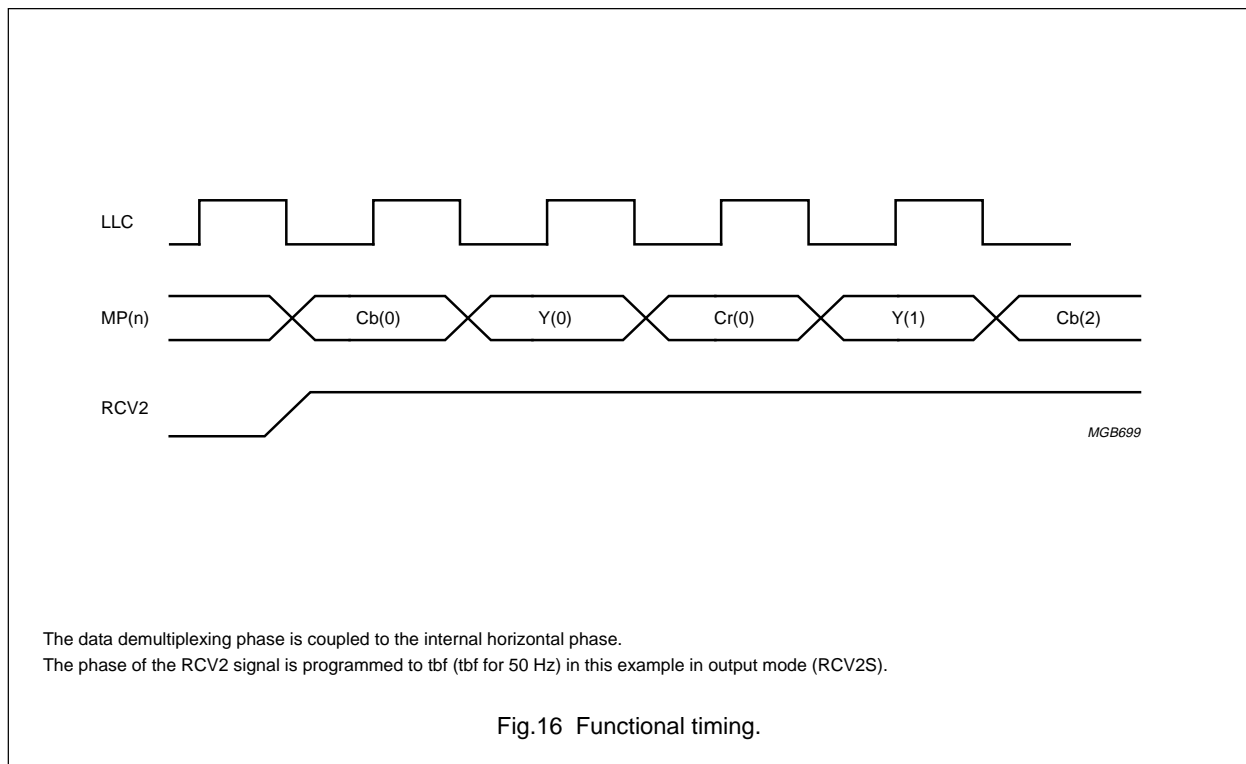 LLC
MP(n)
Cb(0)
Y(0)
Cr(0)
Y(1)
Cb(2)
RCV2
MGB699
The data demultiplexing phase is coupled to the internal horizontal phase.
The phase of the RCV2 signal is programmed to tbf (tbf for 50 Hz) in this example in output mode (RCV2S).
Fig.16 Functional timing.